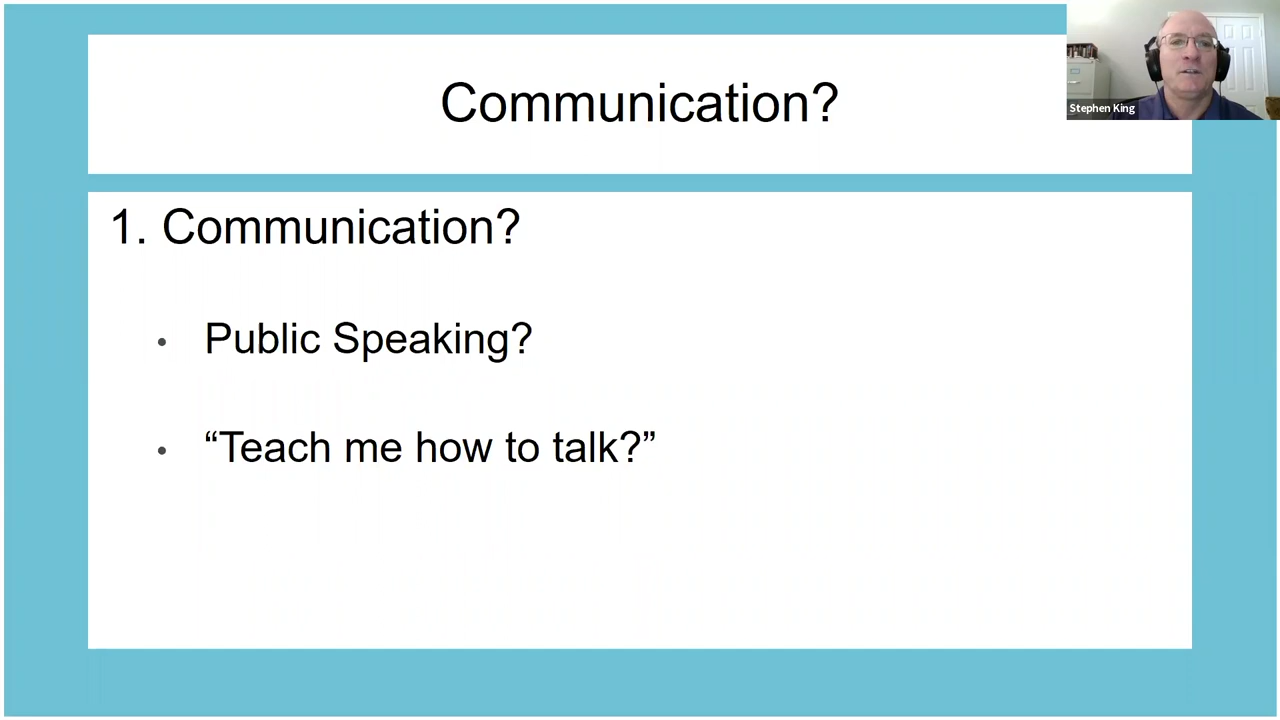 Communication?
Stephen King
1. Communication?
• Public Speaking?
• “Teach me how to talk?”